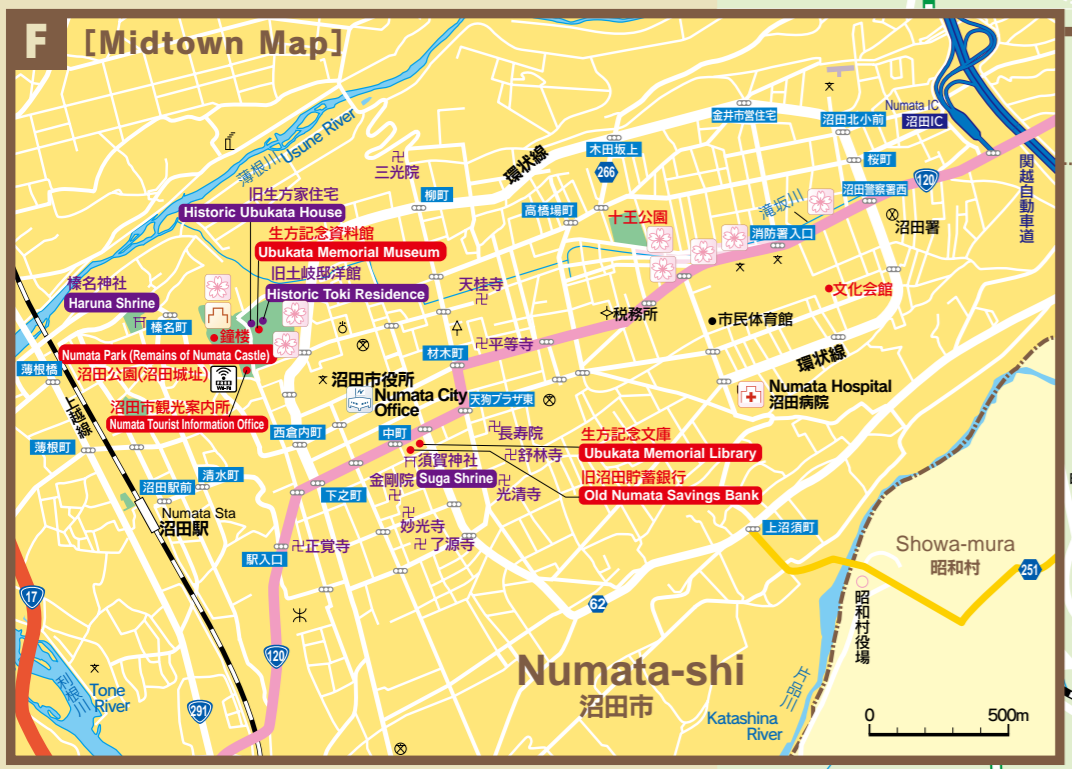 F [Midtown Map]
Numata IC
金井市営住宅
沼田北小前
沼田IC
薄根川 Usune River
木田坂上
環状線
桜町
関越自動車道
三光院
266
120
沼田警察署西
旧生方家住宅
柳町
滝坂川
Historic Ubukata House
高橋場町
十王公園
沼田署
生方記念資料館
消防署入口
Ubukata Memorial Museum
旧土岐邸洋館
榛名神社
天桂寺
文化会館
Historic Toki Residence
Haruna Shrine
税務所
市民体育館
榛名町
鐘楼
平等寺
Numata Park (Remains of Numata Castle)
材木町
環状線
薄根橋
沼田公園(沼田城址)
Wi-Fi
沼田市役所
Numata City
Office
天狗プラザ東
Numata Hospital
沼田病院
上越線
沼田市観光案内所
Numata Tourist Information Office
西倉内町
中町
長寿院
生方記念文庫
薄根町
須賀神社
舒林寺
Ubukata Memorial Library
清水町
金剛院
Suga Shrine
旧沼田貯蓄銀行
沼田駅前
下之町
光清寺
Old Numata Savings Bank
Numata Sta
沼田駅
妙光寺
上沼須町
駅入口
正覚寺
了源寺
Showa-mura
昭和村
251
17
62
昭和村役場
120
Numata-shi
沼田市
利根川
Tone
River
片品川
291
Katashina
River
0
500m